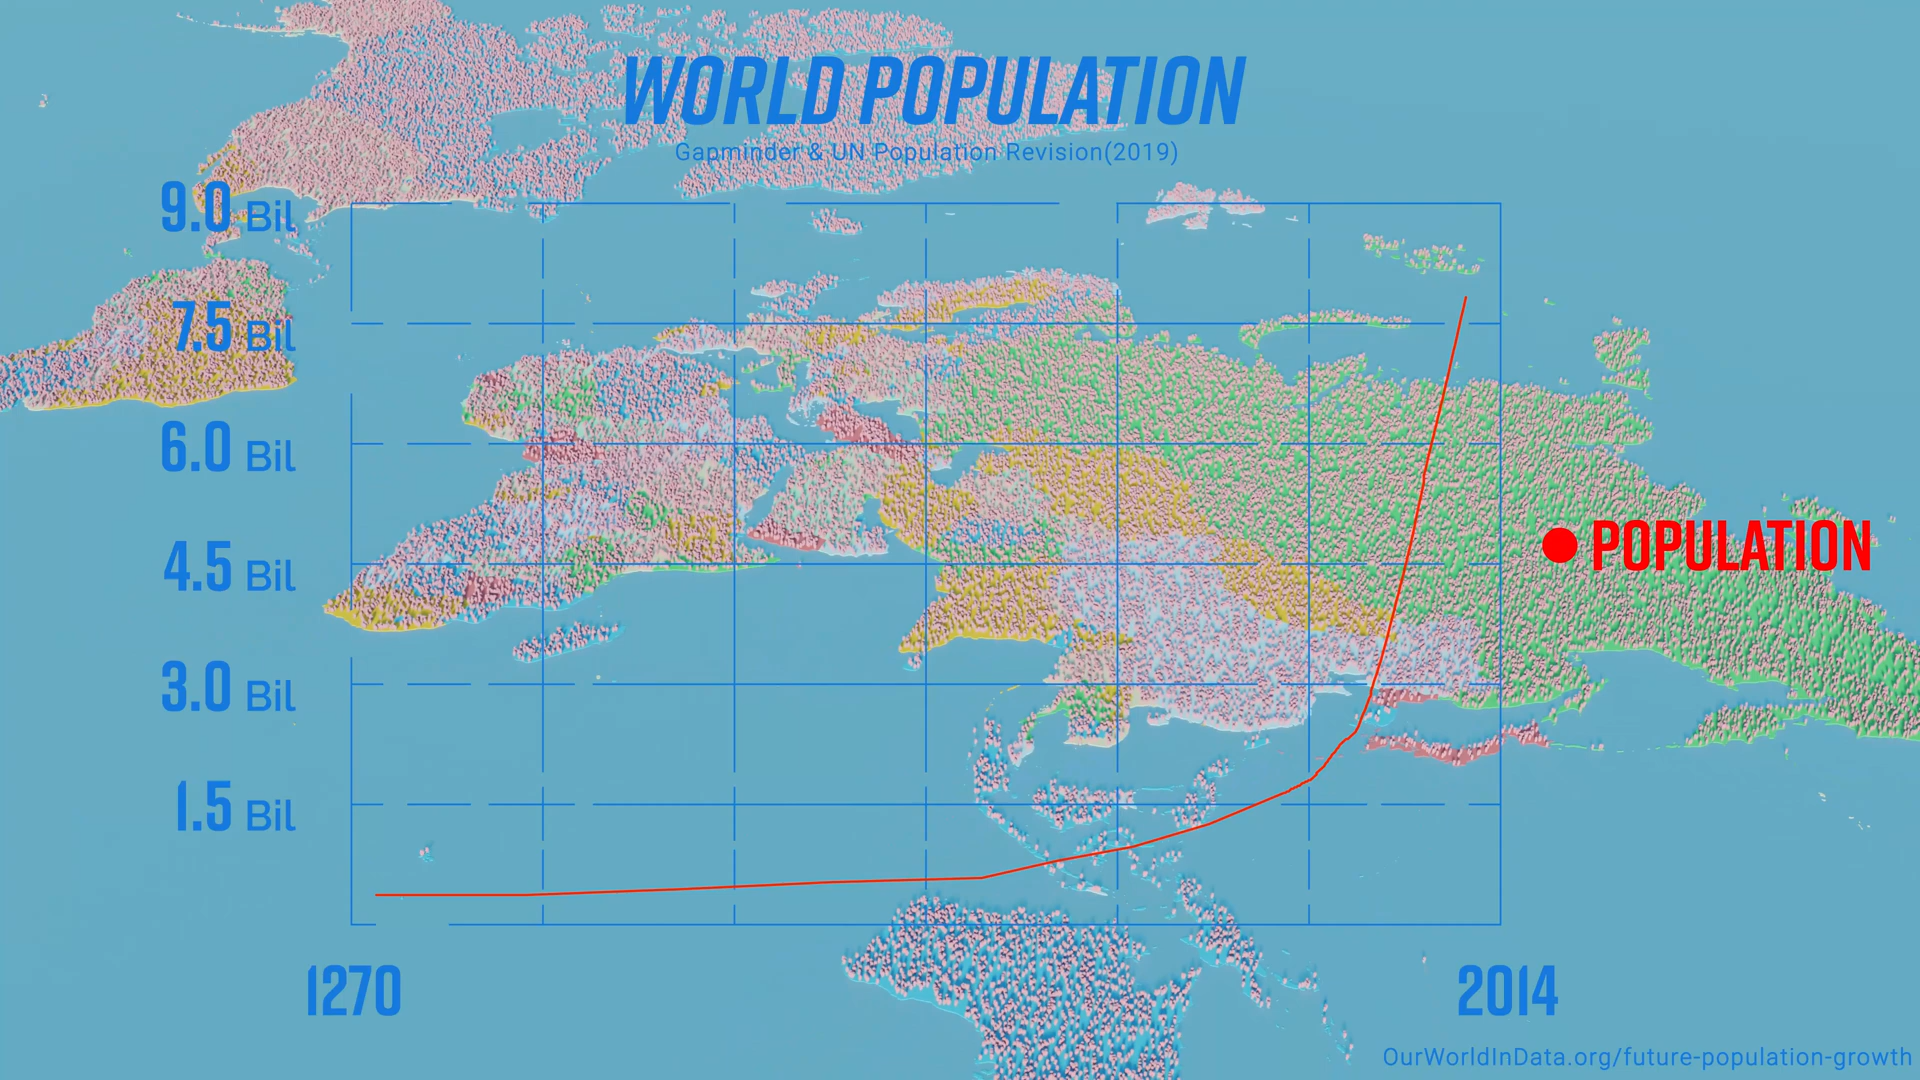 WORLD POPULATION
Gapminder & UN Population Revision(2019)
9.0 Bil
7.5 Bil
6.0 Bil
4.5 Bil
3.0 Bil
1.5 Bil
POPULATION
1270
2014
OurWorldInData.org/future-population-growth